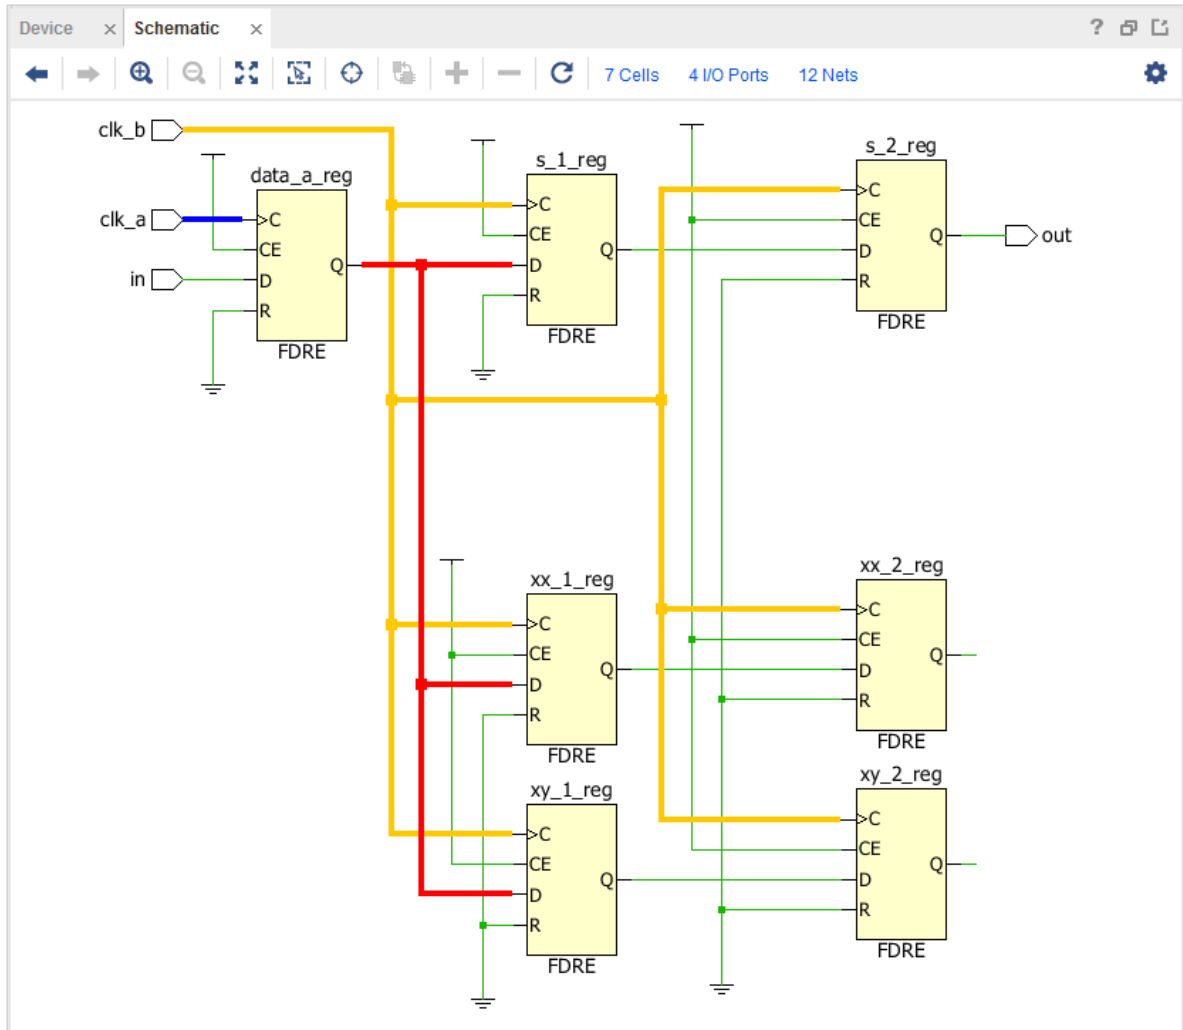 Device × Schematic × ?
7 Cells 4 I/O Ports 12 Nets
clk_b
clk_a
in
data_a_reg
C
CE
D
R
Q
FDRE
s_1_reg
C
CE
D
R
Q
FDRE
s_2_reg
C
CE
D
R
Q
FDRE
out
xx_1_reg
C
CE
D
R
Q
FDRE
xx_2_reg
C
CE
D
R
Q
FDRE
xy_1_reg
C
CE
D
R
Q
FDRE
xy_2_reg
C
CE
D
R
Q
FDRE